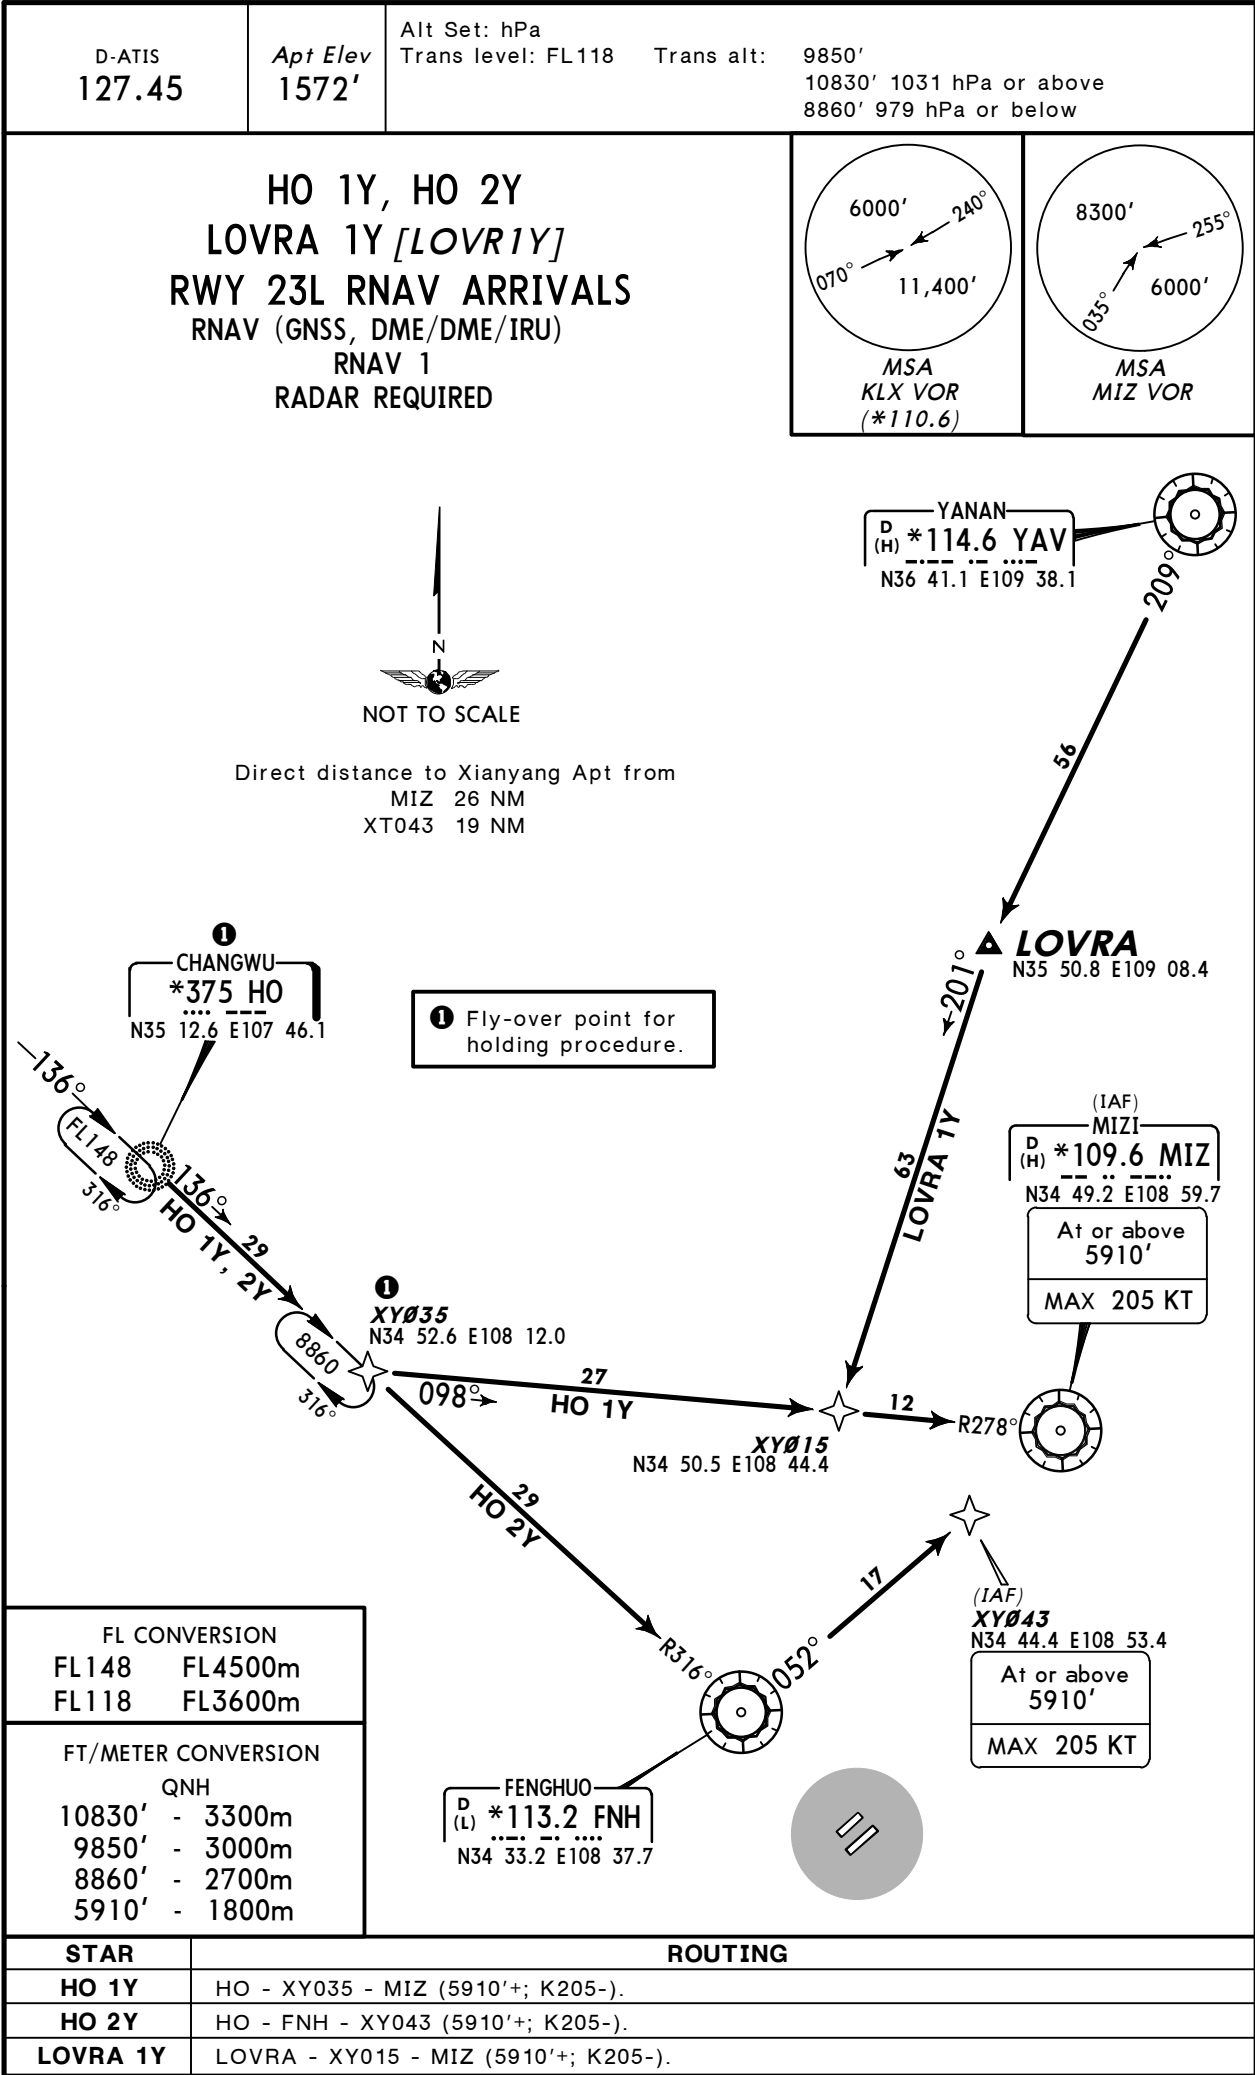 D-ATIS
127.45
Apt Elev
1572'
Alt Set: hPa
Trans level: FL118 Trans alt: 9850'
10830' 1031 hPa or above
8860' 979 hPa or below
HO 1Y, HO 2Y
LOVRA 1Y [LOVR1Y]
RWY 23L RNAV ARRIVALS
RNAV (GNSS, DME/DME/IRU)
RNAV 1
RADAR REQUIRED
6000'
240°
070°
11,400'
MSA
KLX VOR
(*110.6)
8300'
255°
035°
6000'
MSA
MIZ VOR
YANAN
D
(H) *114.6 YAV
N36 41.1 E109 38.1
209°
N
NOT TO SCALE
56
Direct distance to Xianyang Apt from
MIZ 26 NM
XT043 19 NM
LOVRA
N35 50.8 E109 08.4
201°
1
CHANGWU
*375 HO
N35 12.6 E107 46.1
1 Fly-over point for
holding procedure.
136°
FL148
316°
136°
29
HO 1Y, 2Y
63
LOVRA 1Y
(IAF)
MIZI
D
(H) *109.6 MIZ
N34 49.2 E108 59.7
At or above
5910'
MAX 205 KT
1
XYØ35
N34 52.6 E108 12.0
8860
316°
098°
27
HO 1Y
12
R278°
XYØ15
N34 50.5 E108 44.4
29
HO 2Y
17
(IAF)
XYØ43
N34 44.4 E108 53.4
At or above
5910'
MAX 205 KT
R316°
052°
FENGHUO
D
(L) *113.2 FNH
N34 33.2 E108 37.7
FL CONVERSION
FL148 FL4500m
FL118 FL3600m
FT/METER CONVERSION
QNH
10830' - 3300m
9850' - 3000m
8860' - 2700m
5910' - 1800m
STAR ROUTING
HO 1Y HO - XY035 - MIZ (5910'+; K205-).
HO 2Y HO - FNH - XY043 (5910'+; K205-).
LOVRA 1Y LOVRA - XY015 - MIZ (5910'+; K205-).